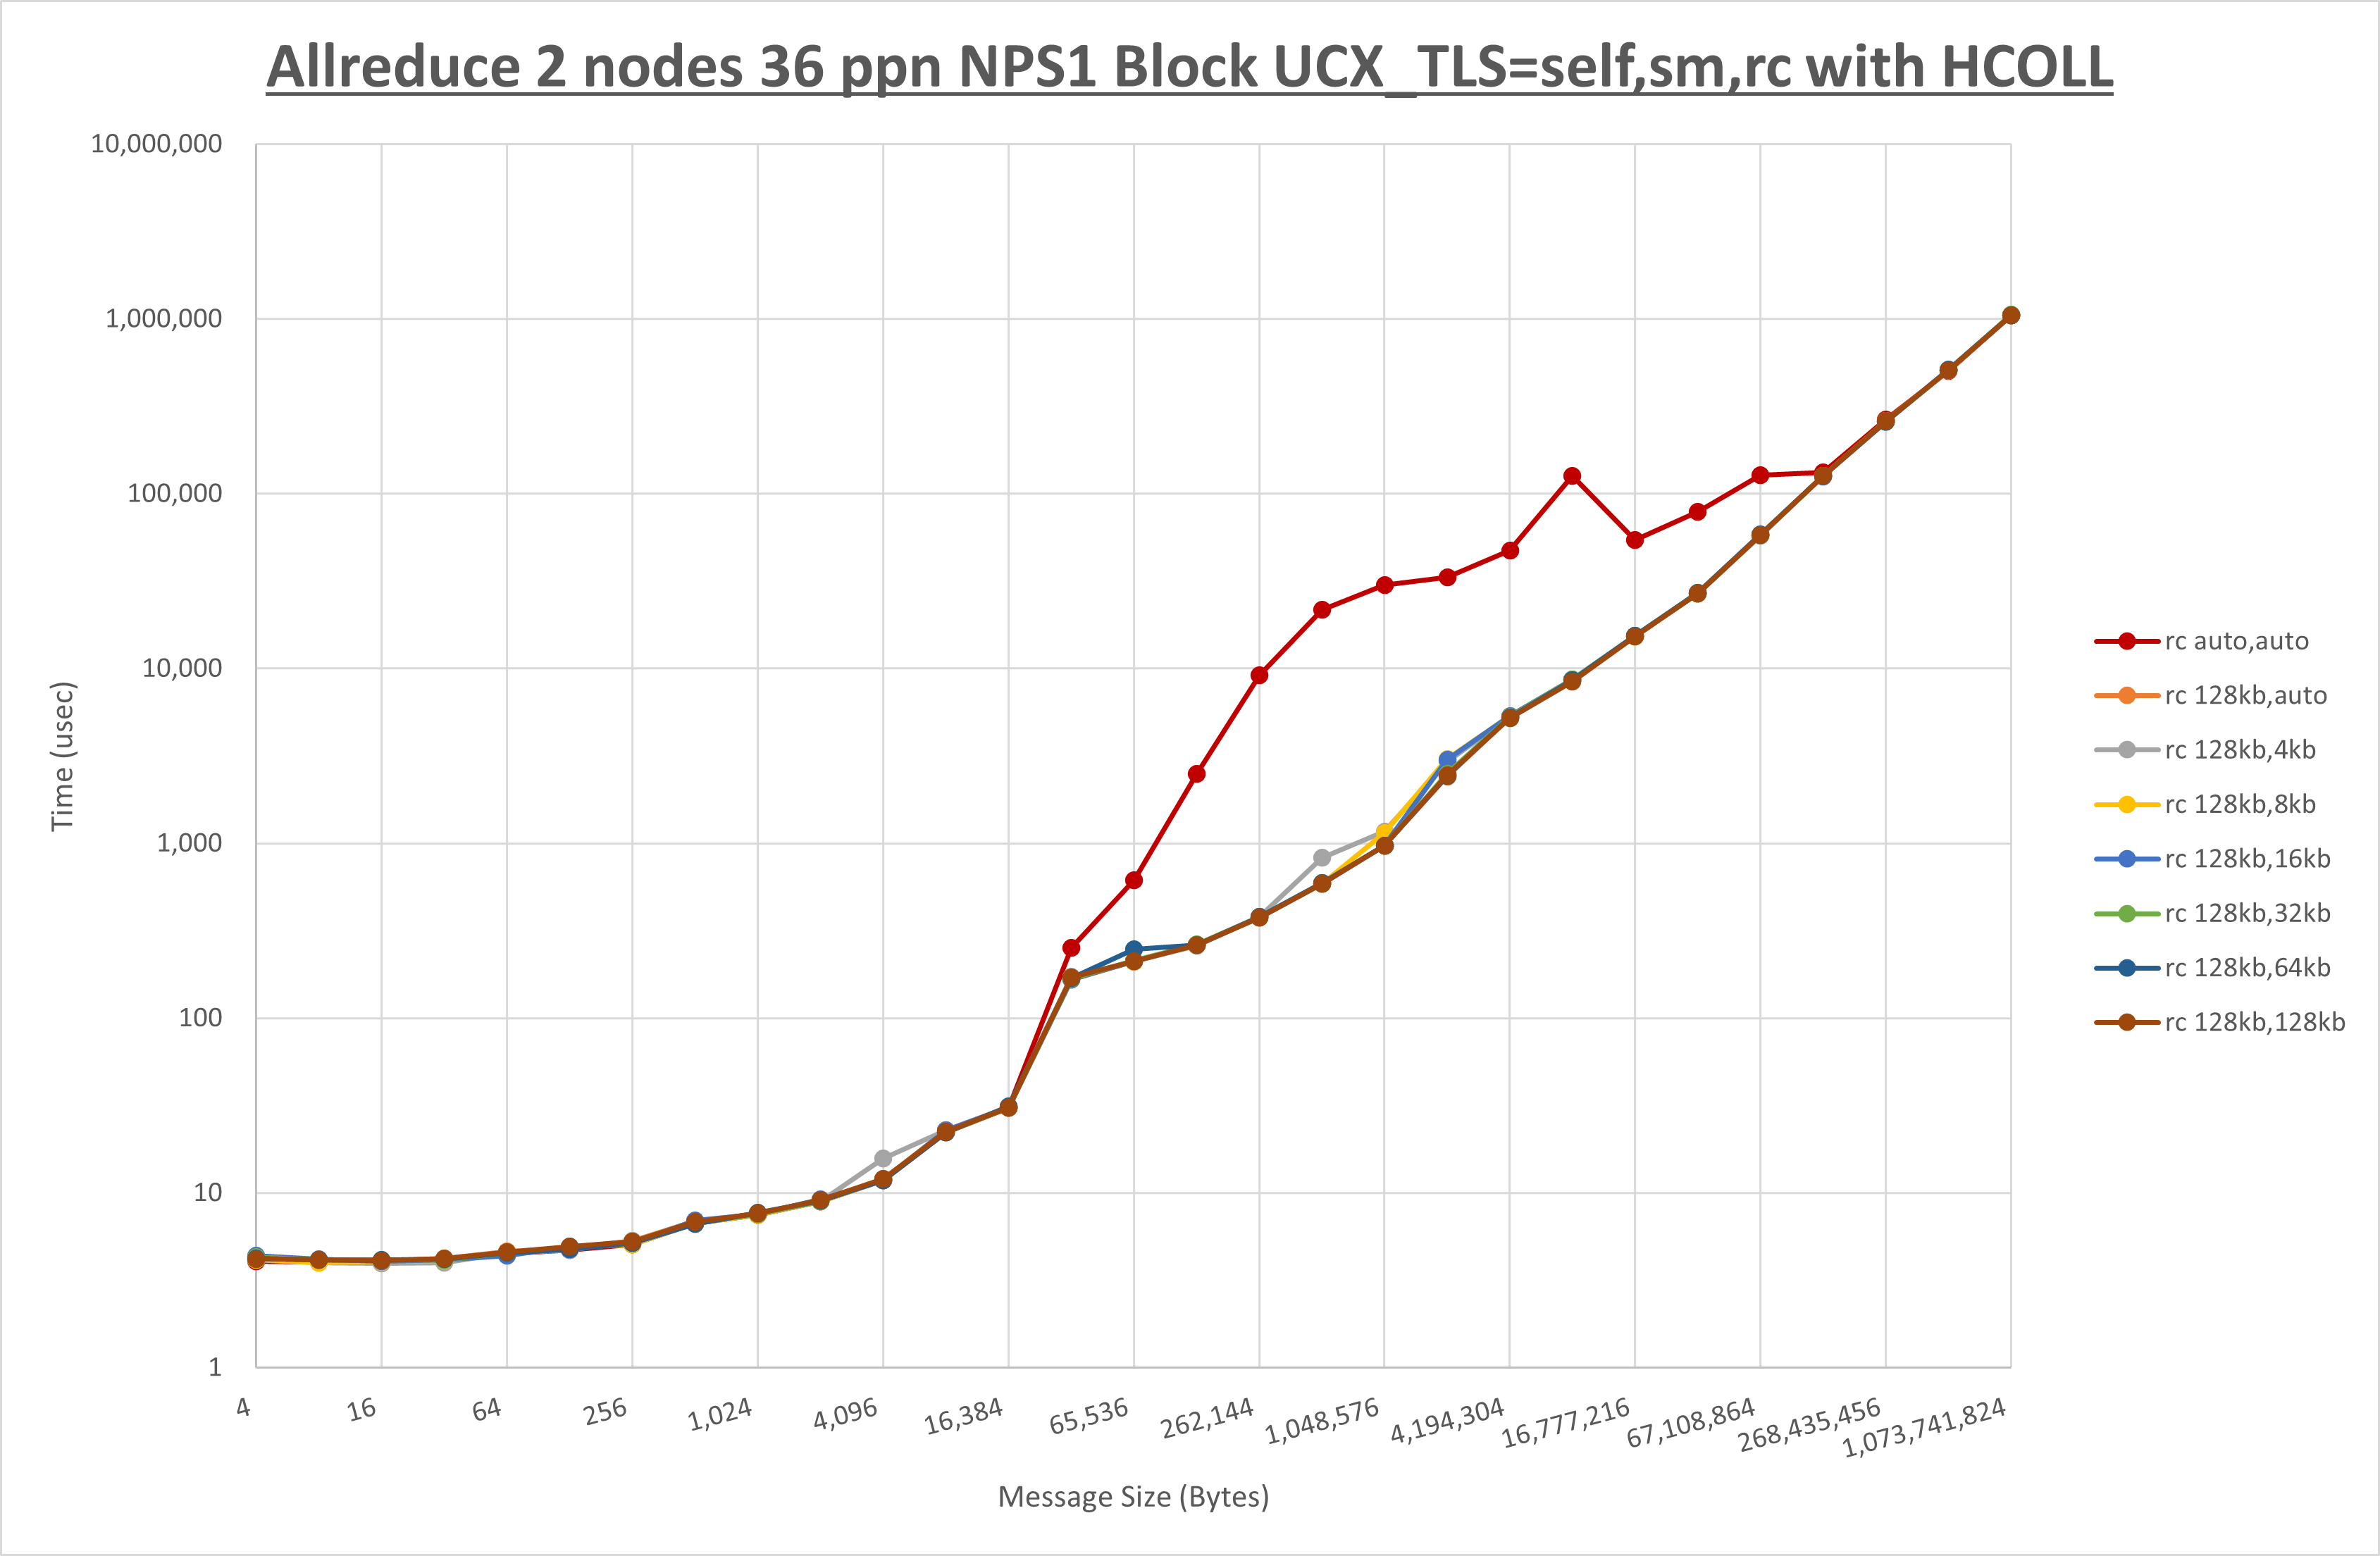 Allreduce 2 nodes 36 ppn NPS1 Block UCX_TLS=self,sm,rc with HCOLL
10,000,000
1,000,000
100,000
10,000
1,000
100
10
1
Time (usec)
4
16
64
256
1,024
4,096
16,384
65,536
262,144
1,048,576
4,194,304
16,777,216
67,108,864
268,435,456
1,073,741,824
Message Size (Bytes)
rc auto,auto
rc 128kb,auto
rc 128kb,4kb
rc 128kb,8kb
rc 128kb,16kb
rc 128kb,32kb
rc 128kb,64kb
rc 128kb,128kb